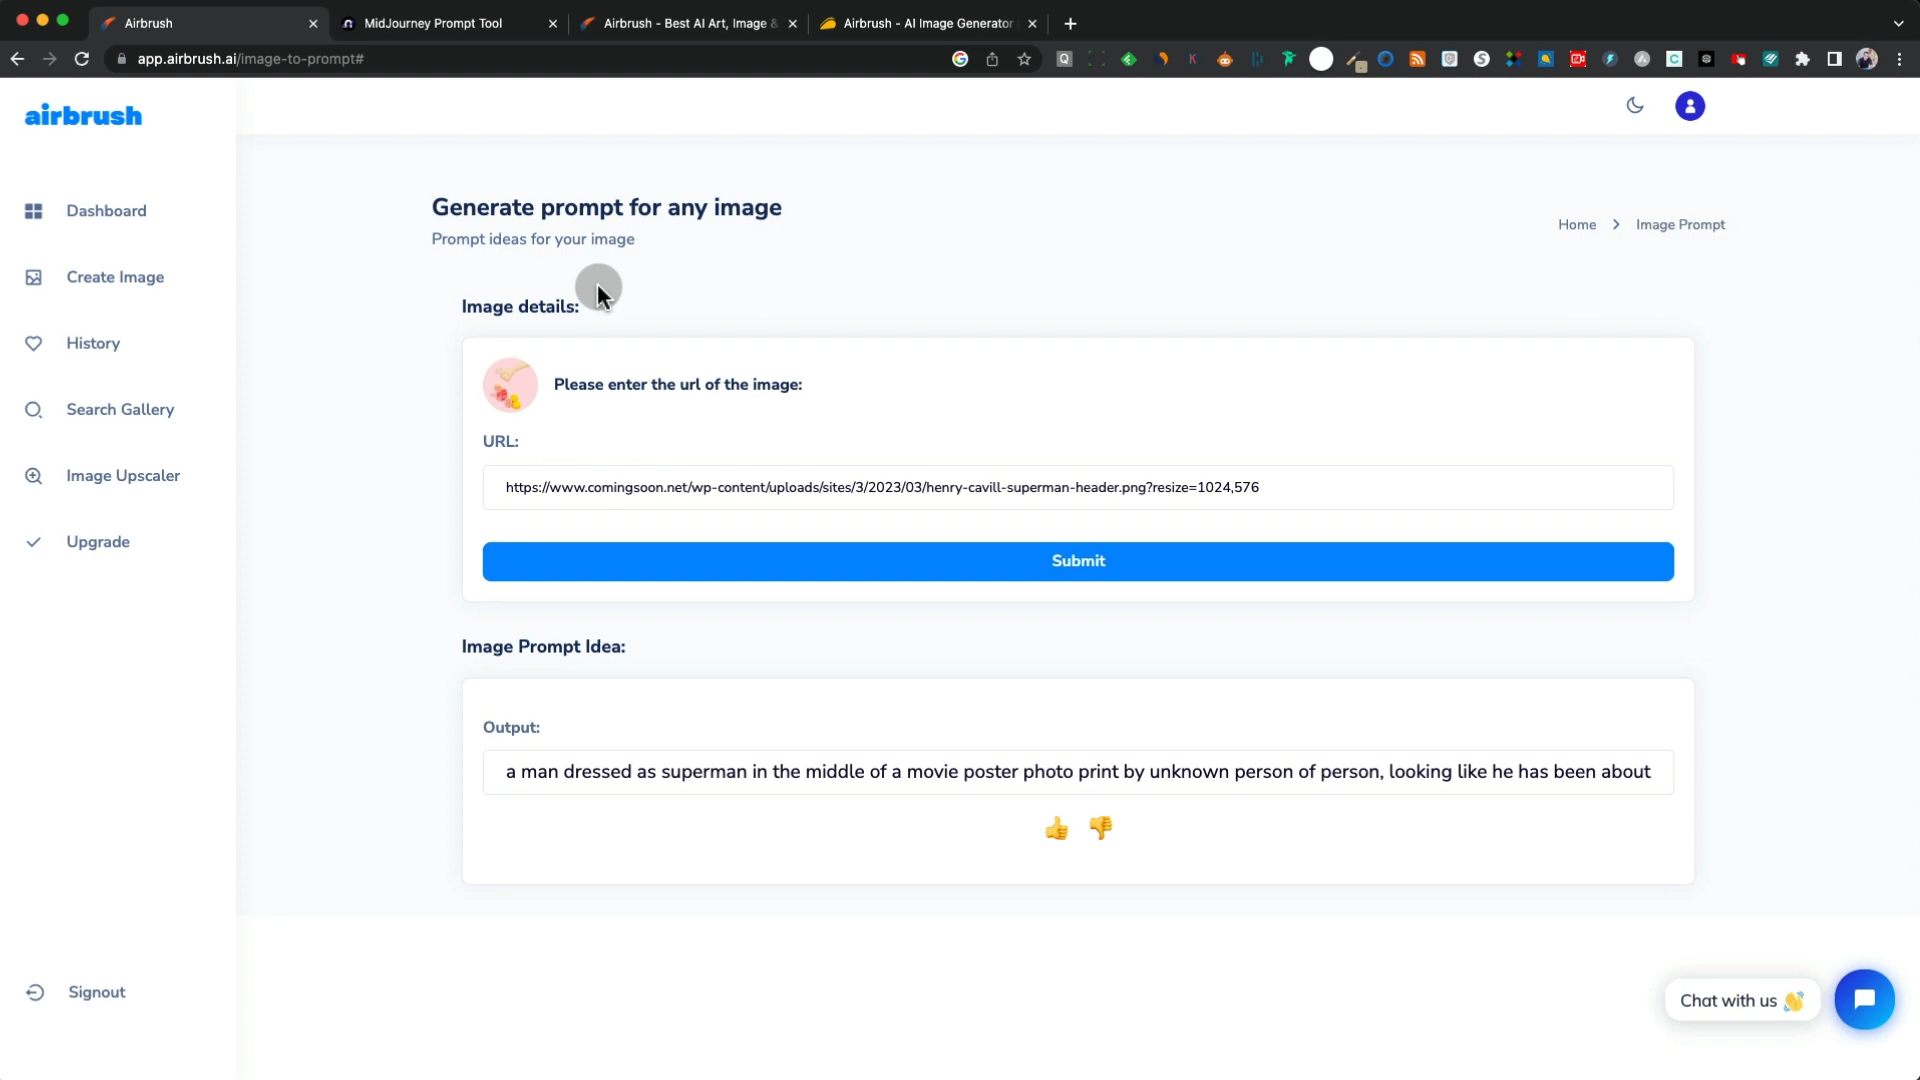 Airbrush
MidJourney Prompt Tool
Airbrush - Best AI Art, Image &
Airbrush - AI Image Generator
app.airbrush.ai/image-to-prompt#
airbrush
Dashboard
Create Image
History
Search Gallery
Image Upscaler
Upgrade
Signout
Generate prompt for any image
Prompt ideas for your image
Home > Image Prompt
Image details:
Please enter the url of the image:
URL:
https://www.comingsoon.net/wp-content/uploads/sites/3/2023/03/henry-cavill-superman-header.png?resize=1024,576
Submit
Image Prompt Idea:
Output:
a man dressed as superman in the middle of a movie poster photo print by unknown person of person, looking like he has been about
Chat with us 👋